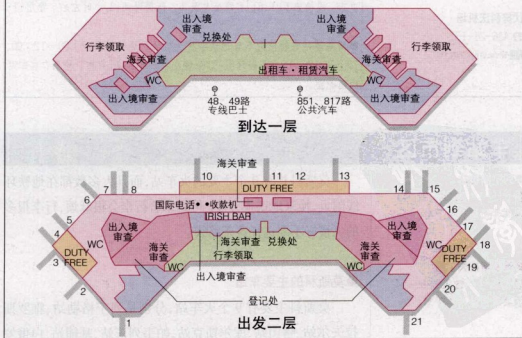 出入境
审查
出入境
审查
兑换处
行李领取
行李领取
海关审查
海关审查
WC
WC
出租车·租赁汽车
出入境审查
出入境审查
48、49路
专线巴士
851、817路
公共汽车
到达一层
海关审查
10
11
12
13
DUTY FREE
6
7
8
14
15
国际电话
收款机
IRISH BAR
16
5
17
4
18
3
19
出入境
审查
出入境
审查
WC
WC
DUTY
FREE
DUTY
FREE
海关
审查
海关
审查
海关审查
兑换处
行李领取
WC
WC
出入境审查
2
20
登记处
1
21
出发二层